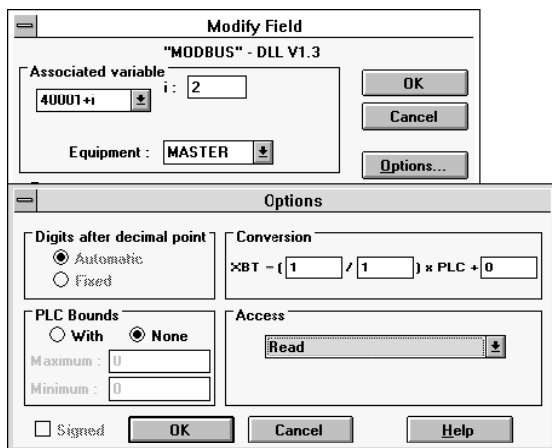 Modify Field
"MODBUS" - DLL V1.3
Associated variable
40001+i
i : 2
Equipment : MASTER
OK
Cancel
Options...
Options
Digits after decimal point
Automatic
Fixed
Conversion
XBT = ( 1 / 1 ) x PLC + 0
PLC Bounds
With None
Maximum : 0
Minimum : 0
Access
Read
Signed
OK
Cancel
Help